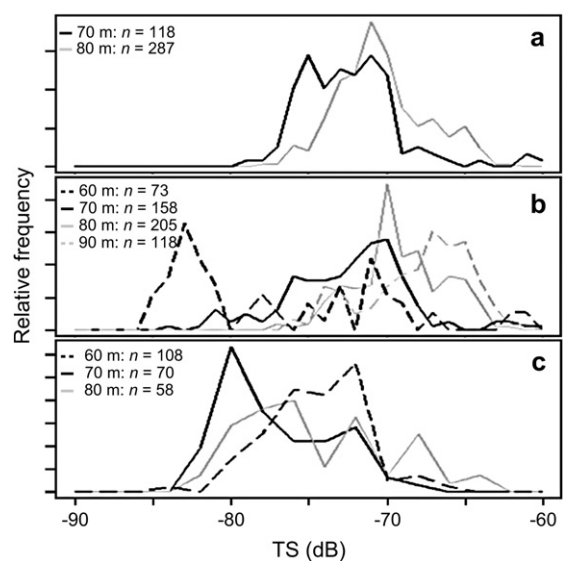 a
70 m: n = 118
80 m: n = 287
b
60 m: n = 73
70 m: n = 158
80 m: n = 205
90 m: n = 118
c
60 m: n = 108
70 m: n = 70
80 m: n = 58
Relative frequency
-90 -80 -70 -60
TS (dB)